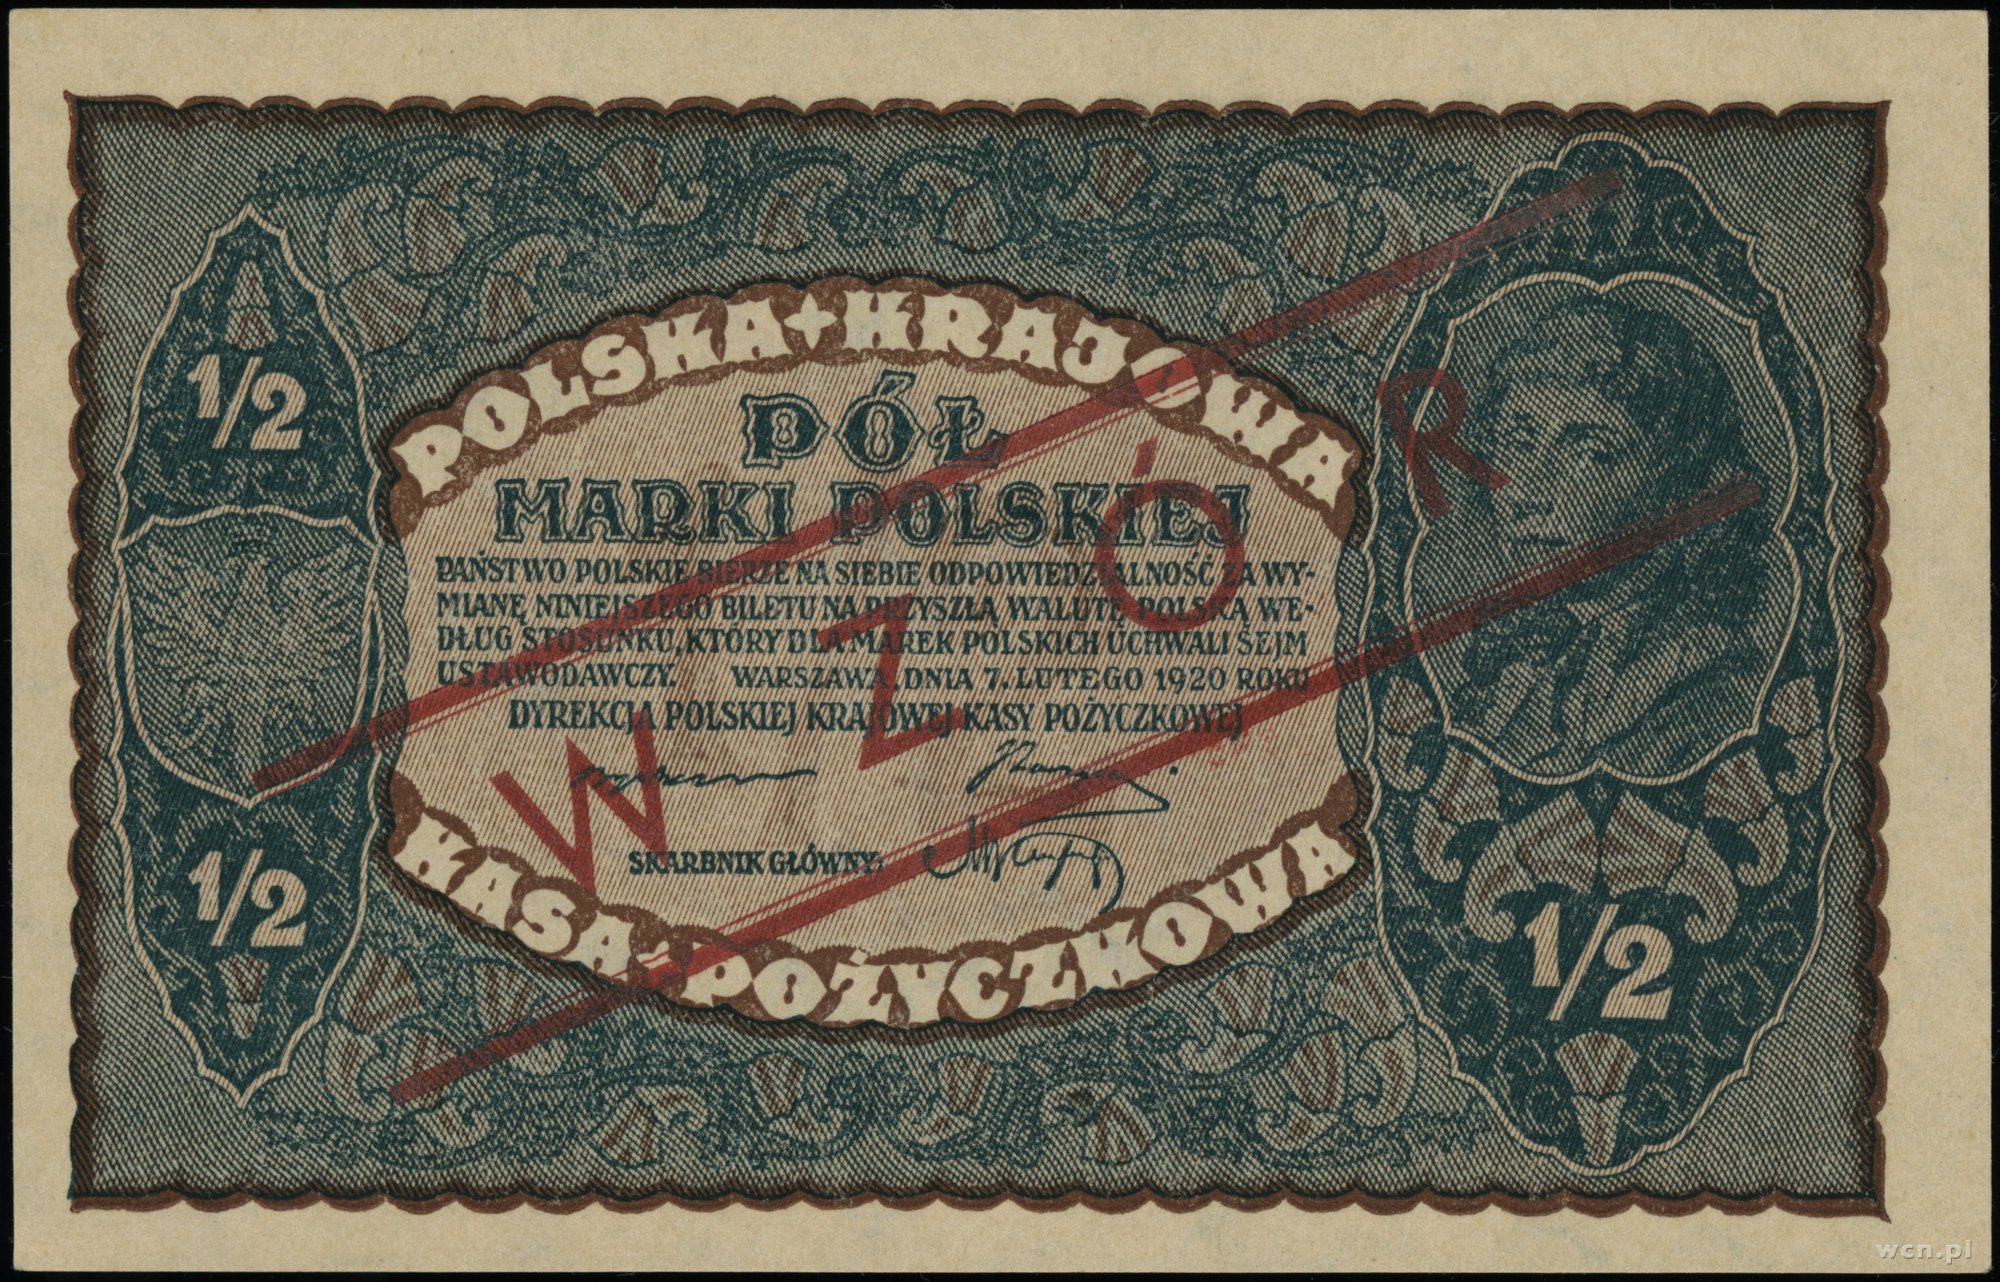 POLSKA + KRAJOWA
1/2
PÓŁ
MARKI POLSKIEJ
PAŃSTWO POLSKIE BIERZE NA SIEBIE ODPOWIEDZIALNOŚĆ ZA WY-
MIANĘ NINIEJSZEGO BILETU NA PRZYSZŁĄ WALUTĘ POLSKĄ WE-
DŁUG STOSUNKU, KTÓRY DLA MAREK POLSKICH UCHWALI SEJM
USTAWODAWCZY. WARSZAWA, DNIA 7. LUTEGO 1920 ROKU
DYREKCJA POLSKIEJ KRAJOWEJ KASY POŻYCZKOWEJ
WZÓR
SKARBNIK GŁÓWNY:
1/2
1/2
KASA + POŻYCZKOWA
wcn.pl